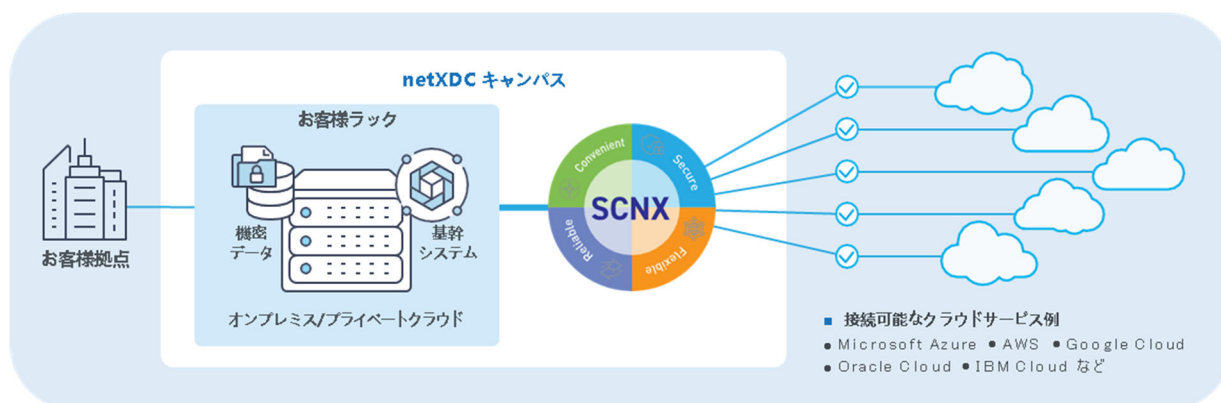 netXDC キャンパス
お客様ラック
機密
データ
基幹
システム
オンプレミス/プライベートクラウド
お客様拠点
Convenient
Secure
SCNX
Reliable
Flexible
■ 接続可能なクラウドサービス例
● Microsoft Azure ● AWS ● Google Cloud
● Oracle Cloud ● IBM Cloud など